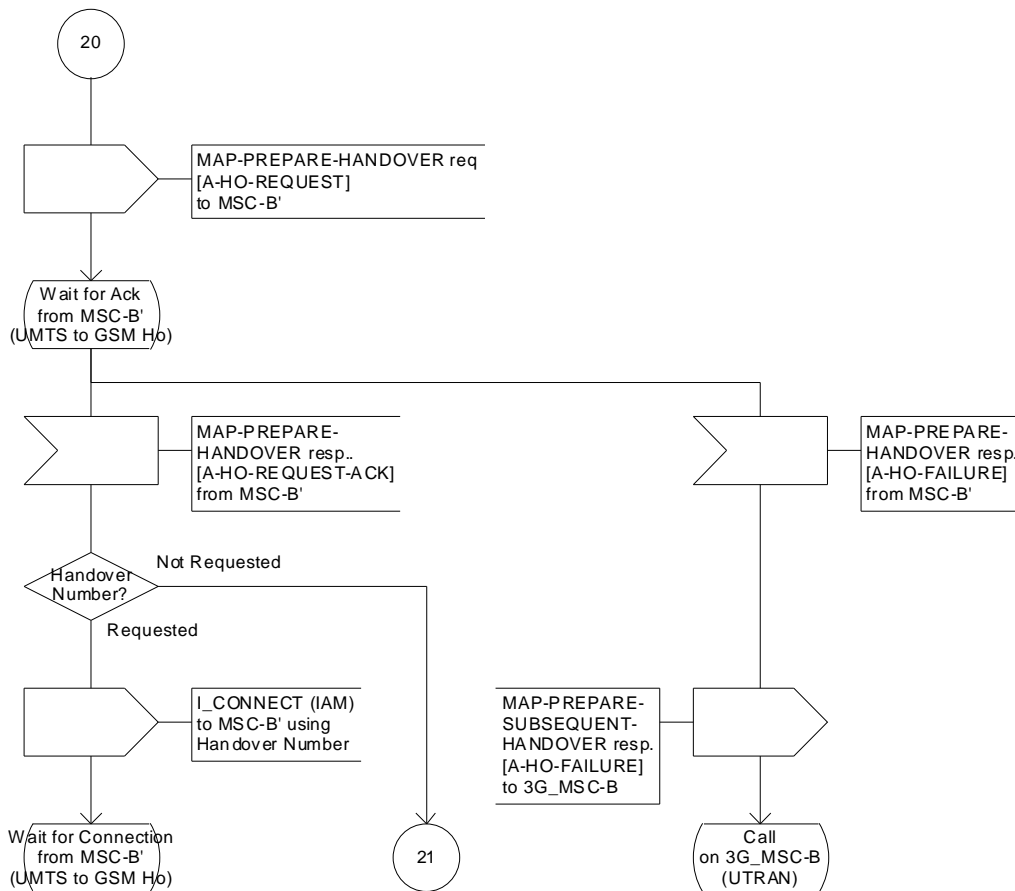 20
MAP-PREPARE-HANDOVER req
[A-HO-REQUEST]
to MSC-B'
Wait for Ack
from MSC-B'
(UMTS to GSM Ho)
MAP-PREPARE-
HANDOVER resp..
[A-HO-REQUEST-ACK]
from MSC-B'
MAP-PREPARE-
HANDOVER resp.
[A-HO-FAILURE]
from MSC-B'
Handover
Number?
Not Requested
Requested
I_CONNECT (IAM)
to MSC-B' using
Handover Number
MAP-PREPARE-
SUBSEQUENT-
HANDOVER resp.
[A-HO-FAILURE]
to 3G_MSC-B
Wait for Connection
from MSC-B'
(UMTS to GSM Ho)
21
Call
on 3G_MSC-B
(UTRAN)